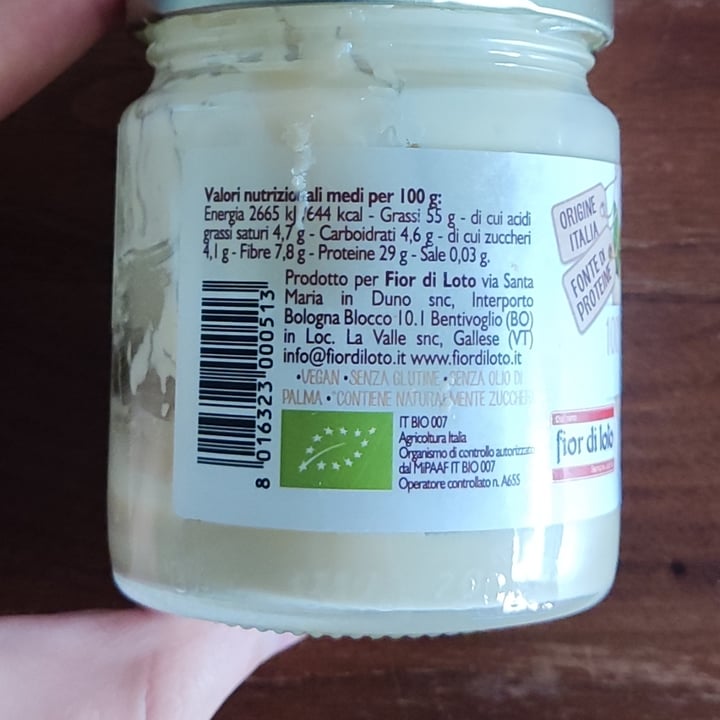 Valori nutrizionali medi per 100 g:
Energia 2665 kJ /644 kcal - Grassi 55 g - di cui acidi
grassi saturi 4,7 g - Carboidrati 4,6 g - di cui zuccheri
4,1 g - Fibre 7,8 g - Proteine 29 g - Sale 0,03 g.
Prodotto per Fior di Loto via Santa
Maria in Duno snc, Interporto
Bologna Blocco 10.1 Bentivoglio (BO)
in Loc. La Valle snc, Gallese (VT)
info@fiordiloto.it www.fiordiloto.it
•VEGAN •SENZA GLUTINE •SENZA OLIO DI
PALMA •°CONTIENE NATURALMENTE ZUCCHERI
8 016323 000513
IT BIO 007
Agricoltura Italia
Organismo di controllo autorizzato
dal MiPAAF IT BIO 007
Operatore controllato n. A655
ORIGINE
ITALIA
FONTE DI
PROTEINE
100
fior di loto